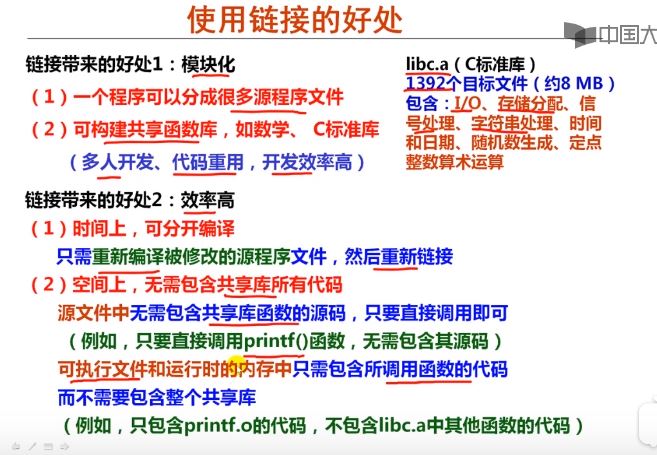 使用链接的好处
中国大
链接带来的好处1：模块化
（1）一个程序可以分成很多源程序文件
（2）可构建共享函数库，如数学、 C标准库
（多人开发、代码重用，开发效率高）
libc.a（C标准库）
1392个目标文件（约8 MB）
包含：I/O、存储分配、信
号处理、字符串处理、时间
和日期、随机数生成、定点
整数算术运算
链接带来的好处2：效率高
（1）时间上，可分开编译
只需重新编译被修改的源程序文件，然后重新链接
（2）空间上，无需包含共享库所有代码
源文件中无需包含共享库函数的源码，只要直接调用即可
（例如，只要直接调用printf()函数，无需包含其源码）
可执行文件和运行时的内存中只需包含所调用函数的代码
而不需要包含整个共享库
（例如，只包含printf.o的代码，不包含libc.a中其他函数的代码）